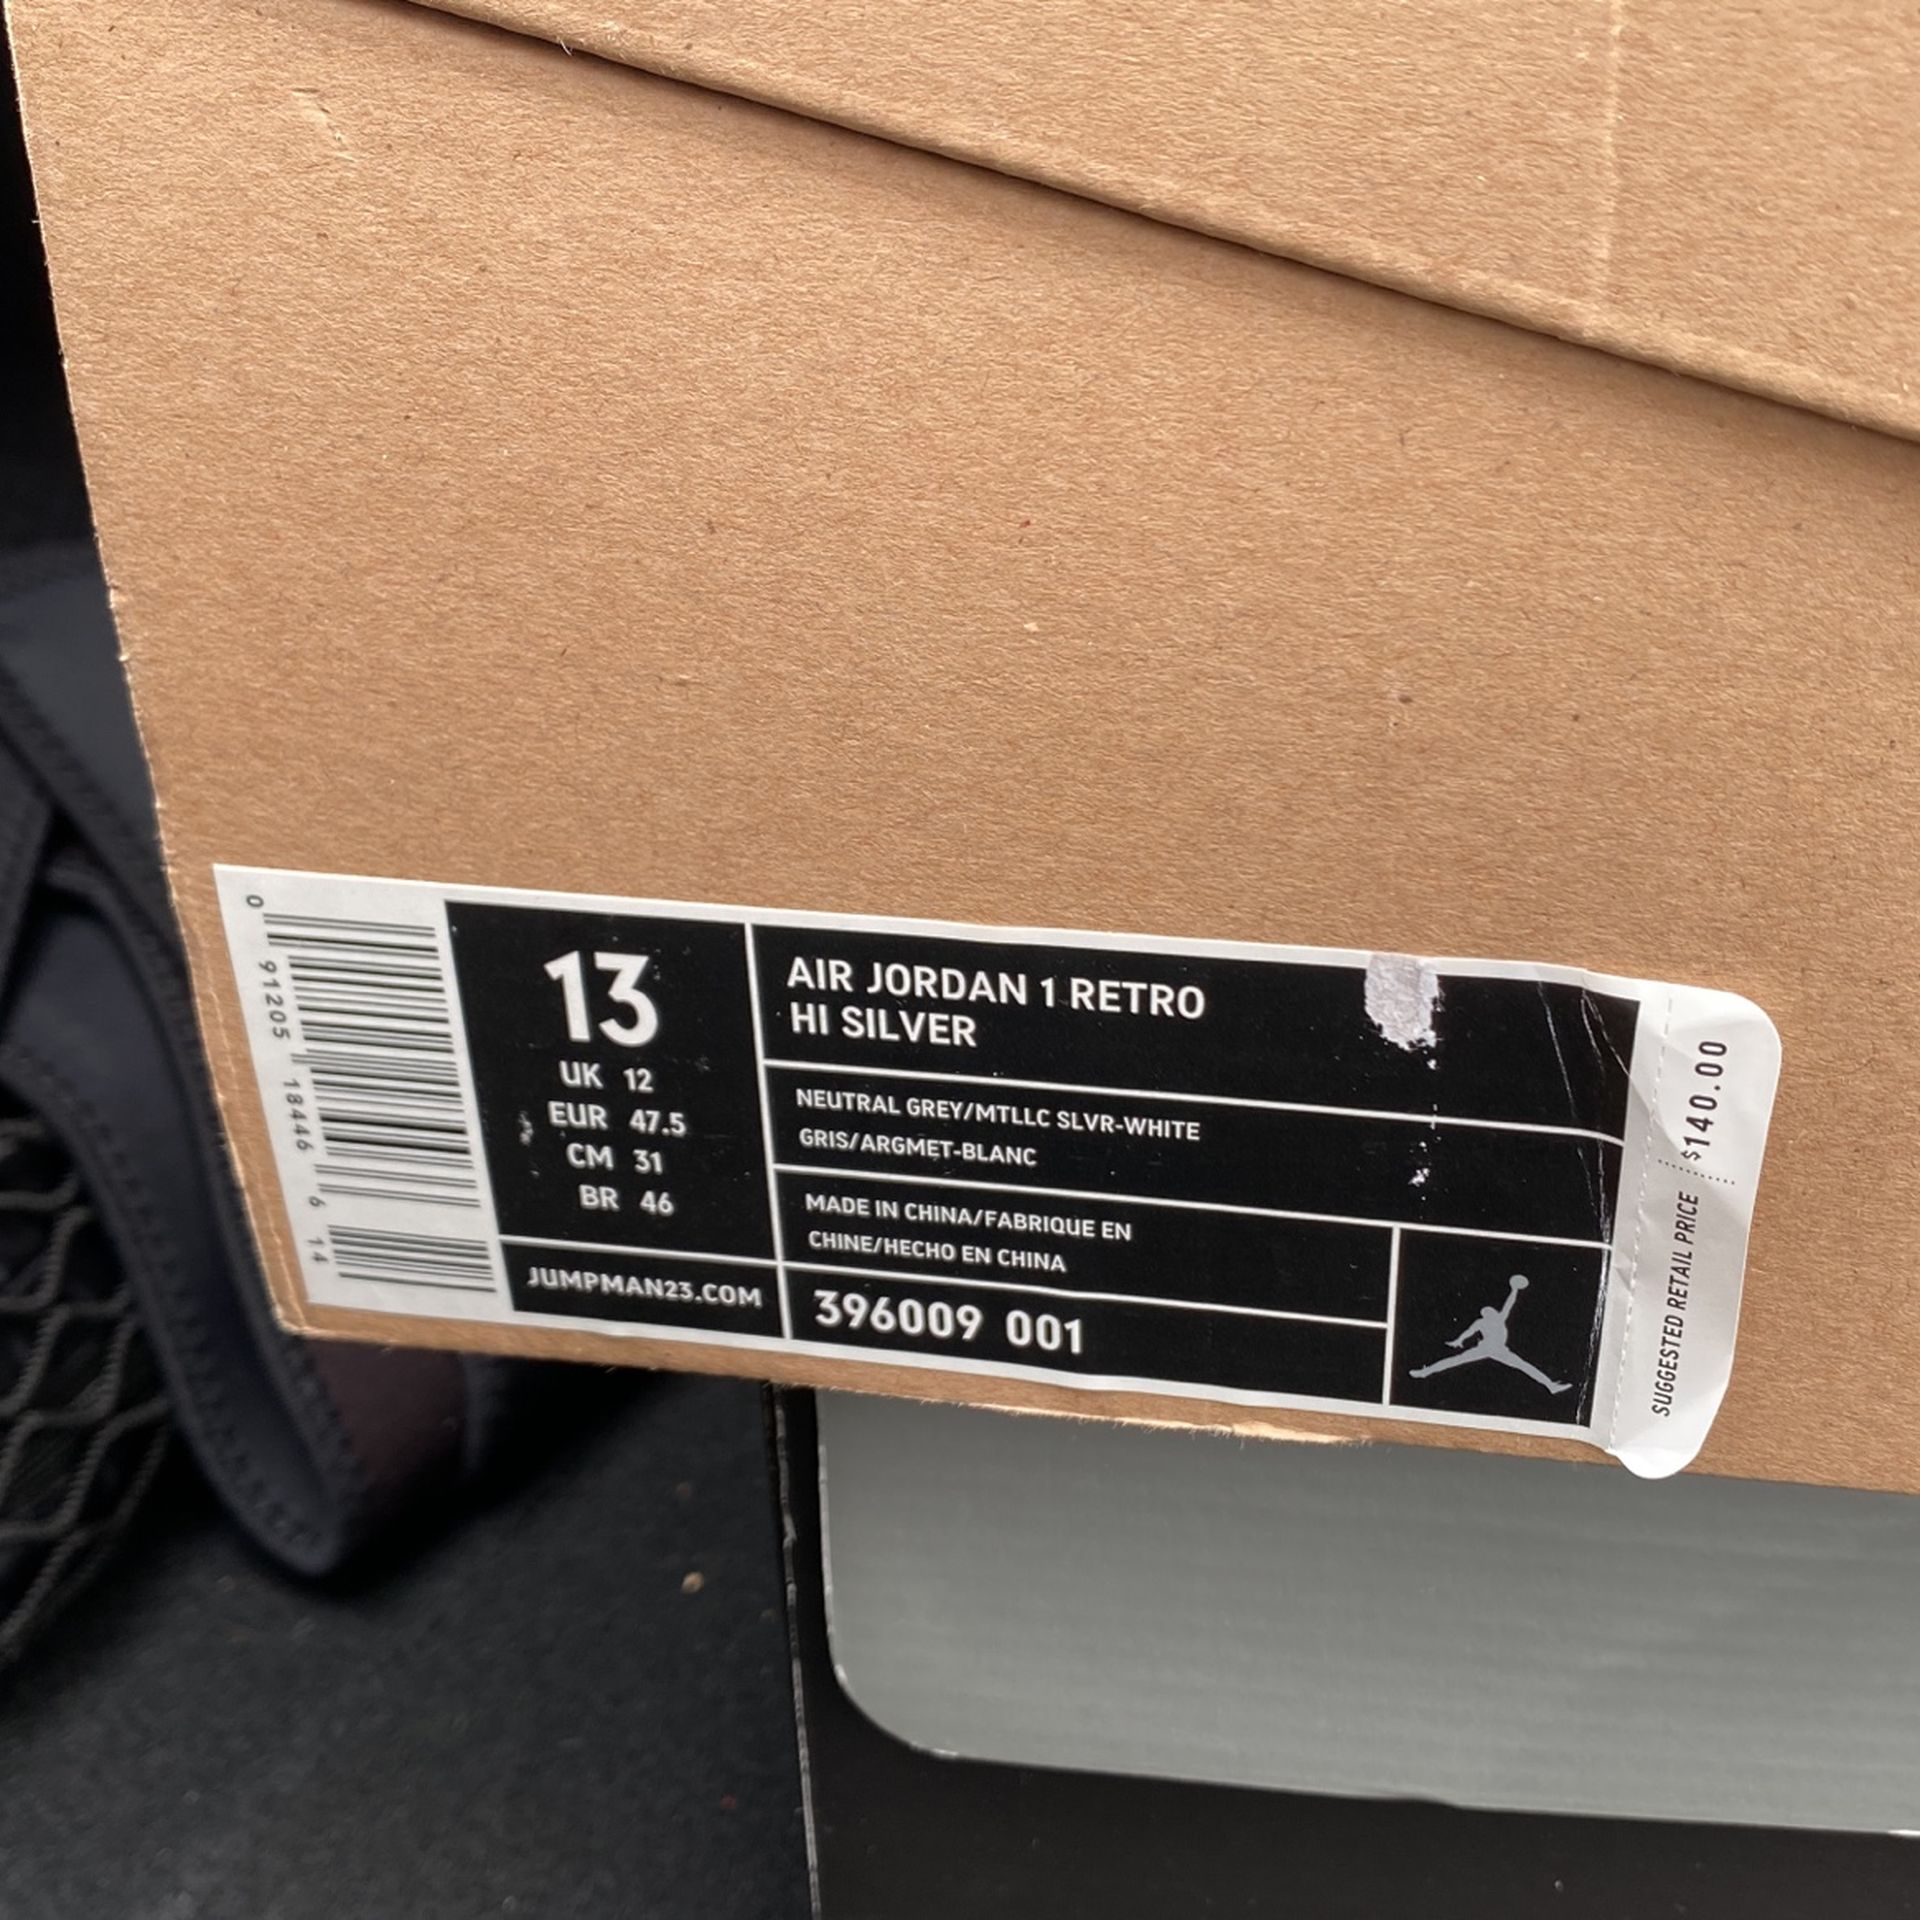 0 91205 18446 6 14
13
UK 12
EUR 47.5
CM 31
BR 46
JUMPMAN23.COM
AIR JORDAN 1 RETRO
HI SILVER
NEUTRAL GREY/MTLLC SLVR-WHITE
GRIS/ARGMET-BLANC
MADE IN CHINA/FABRIQUE EN
CHINE/HECHO EN CHINA
396009 001
SUGGESTED RETAIL PRICE $140.00